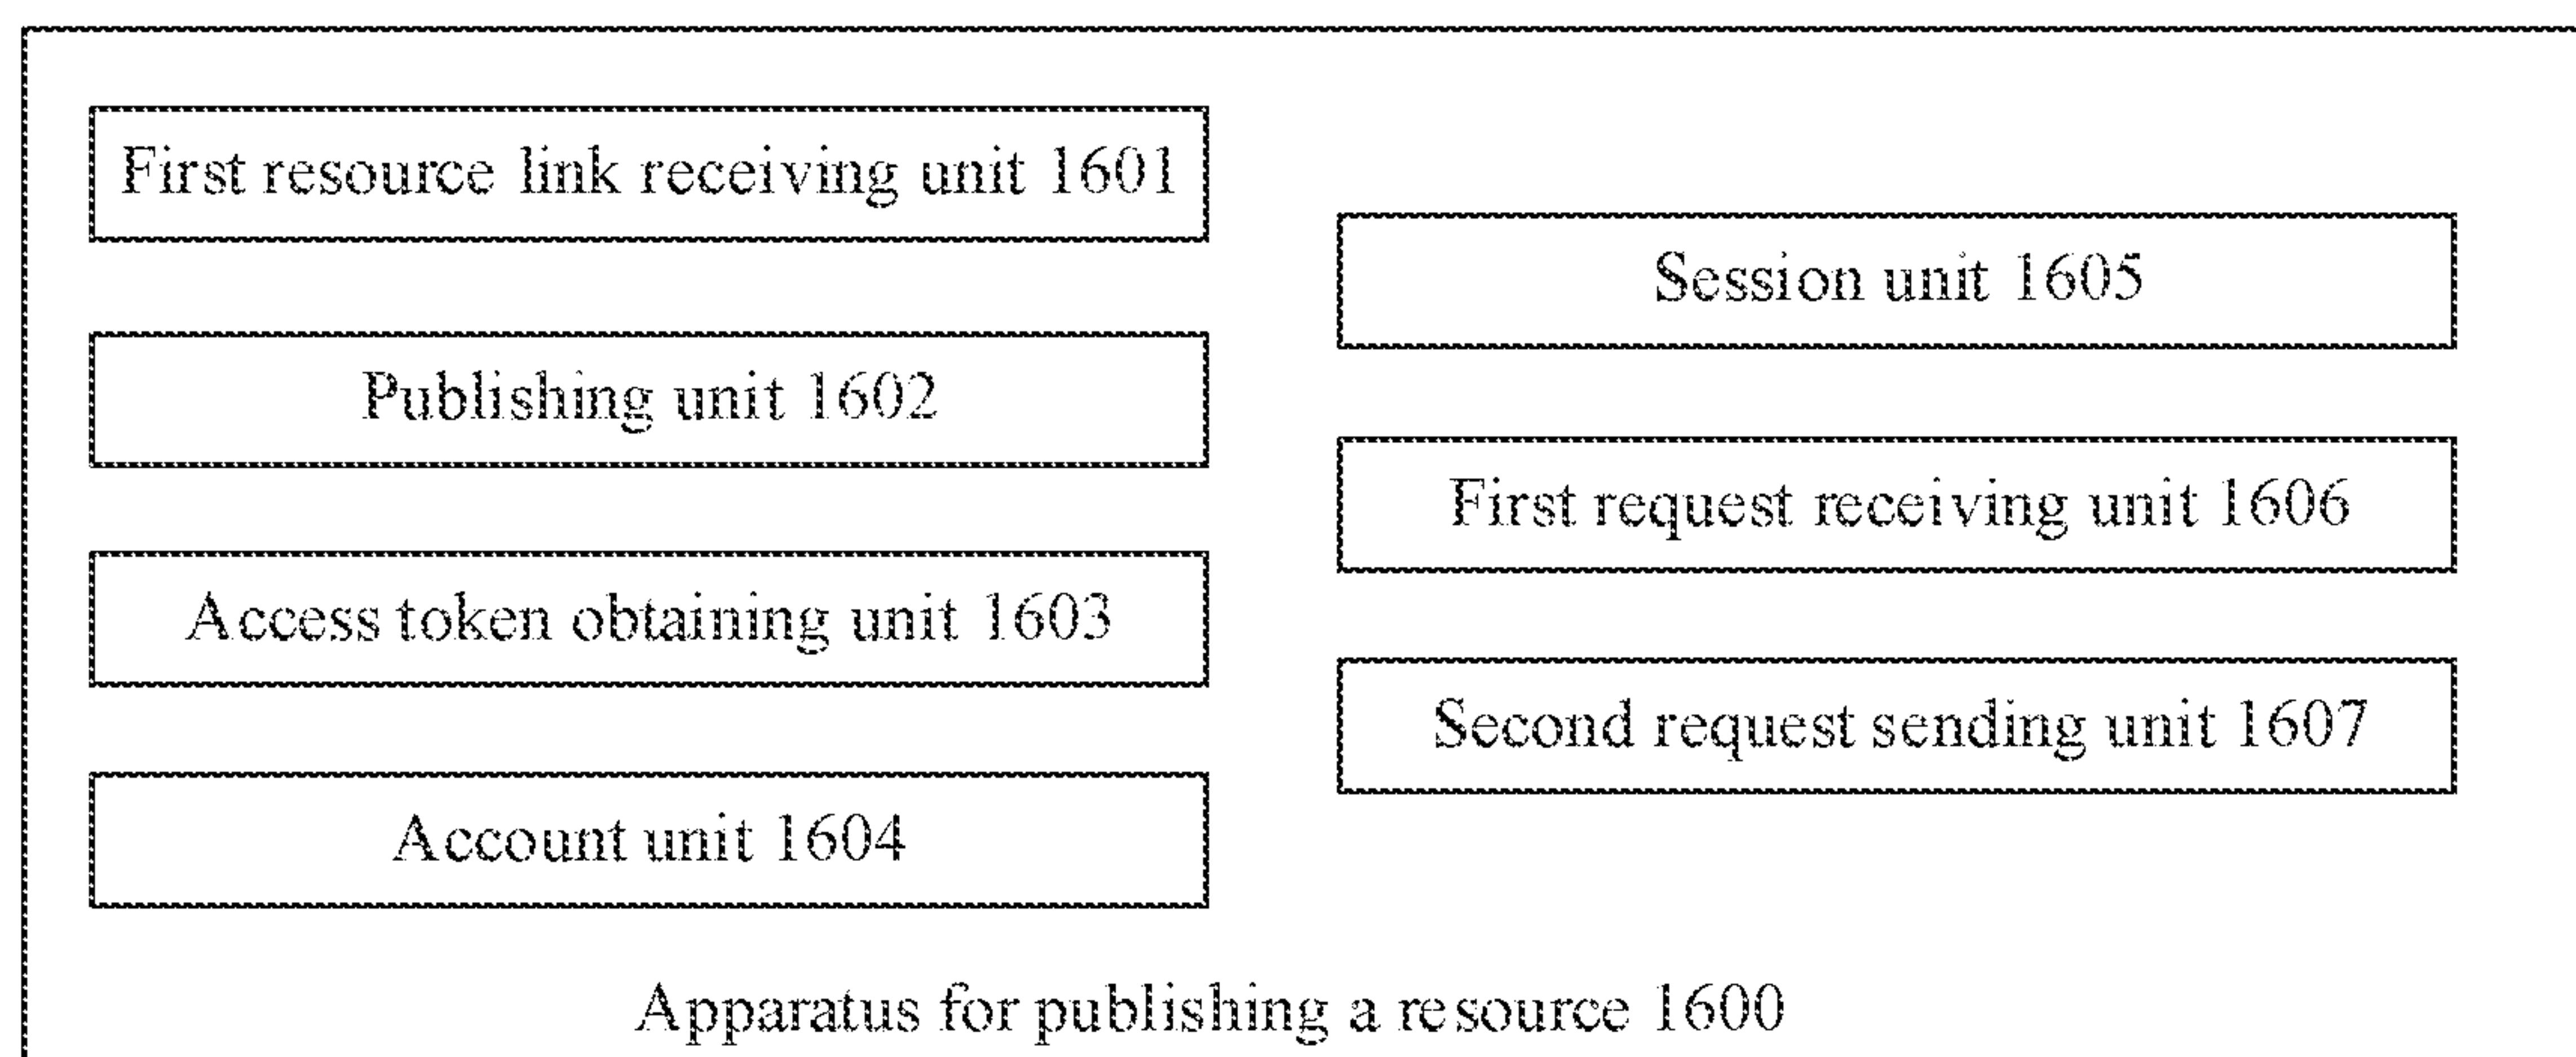 First resource link receiving unit 1601
Publishing unit 1602
Access token obtaining unit 1603
Account unit 1604
Session unit 1605
First request receiving unit 1606
Second request sending unit 1607
Apparatus for publishing a resource 1600